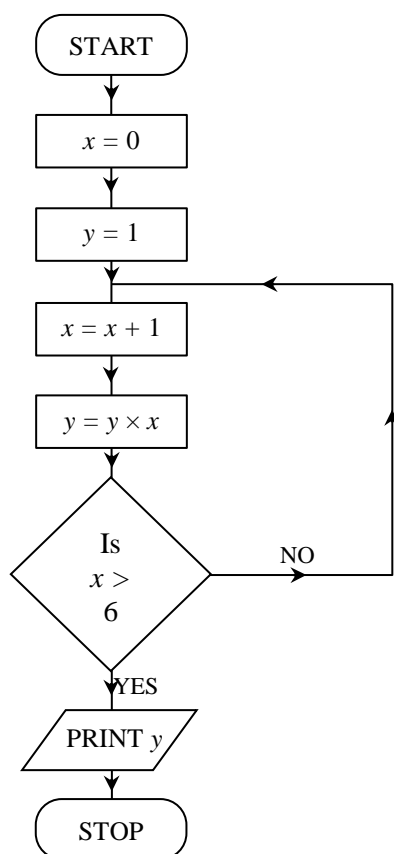 START
x = 0
y = 1
x = x + 1
y = y × x
Is
x >
6
NO
YES
PRINT y
STOP